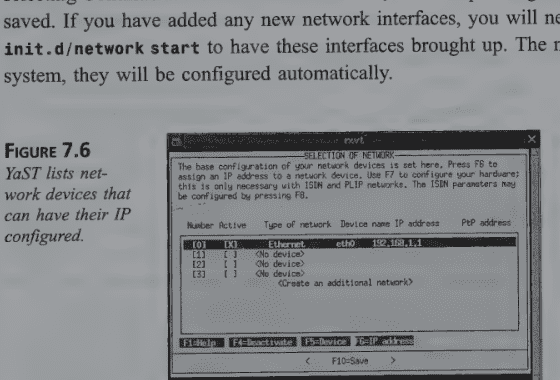 saved. If you have added any new network interfaces, you will
init.d/network start to have these interfaces brought up. The
system, they will be configured automatically.
FIGURE 7.6
YaST lists net-
work devices that
can have their IP
configured.
SELECTION OF NETWORK
The base configuration of your network devices is set here. Press F6 to
assign an IP address to a network device. Use F7 to configure your hardware;
this is only necessary with ISDN and PLIP networks. The ISDN parameters may
be configured by pressing F8.
Number Active Type of network Device name IP address PtP address
[0] [X] Ethernet eth0 192.168.1.1
[1] [ ] <No device>
[2] [ ] <No device>
[3] [ ] <No device>
<Create an additional network>
F1=Help F4=Deactivate F5=Device F6=IP address
< F10=Save >